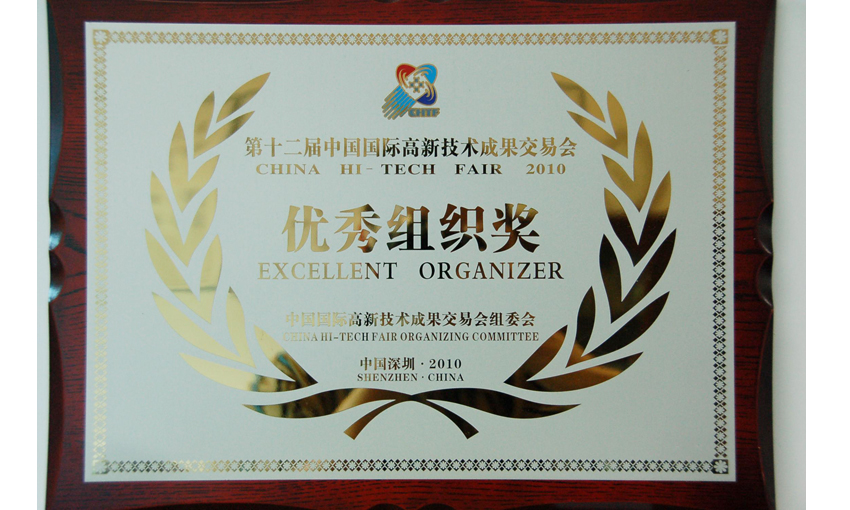 CHTF
第十二届中国国际高新技术成果交易会
CHINA HI-TECH FAIR 2010
优秀组织奖
EXCELLENT ORGANIZER
中国国际高新技术成果交易会组委会
CHINA HI-TECH FAIR ORGANIZING COMMITTEE
中国深圳·2010
SHENZHEN·CHINA